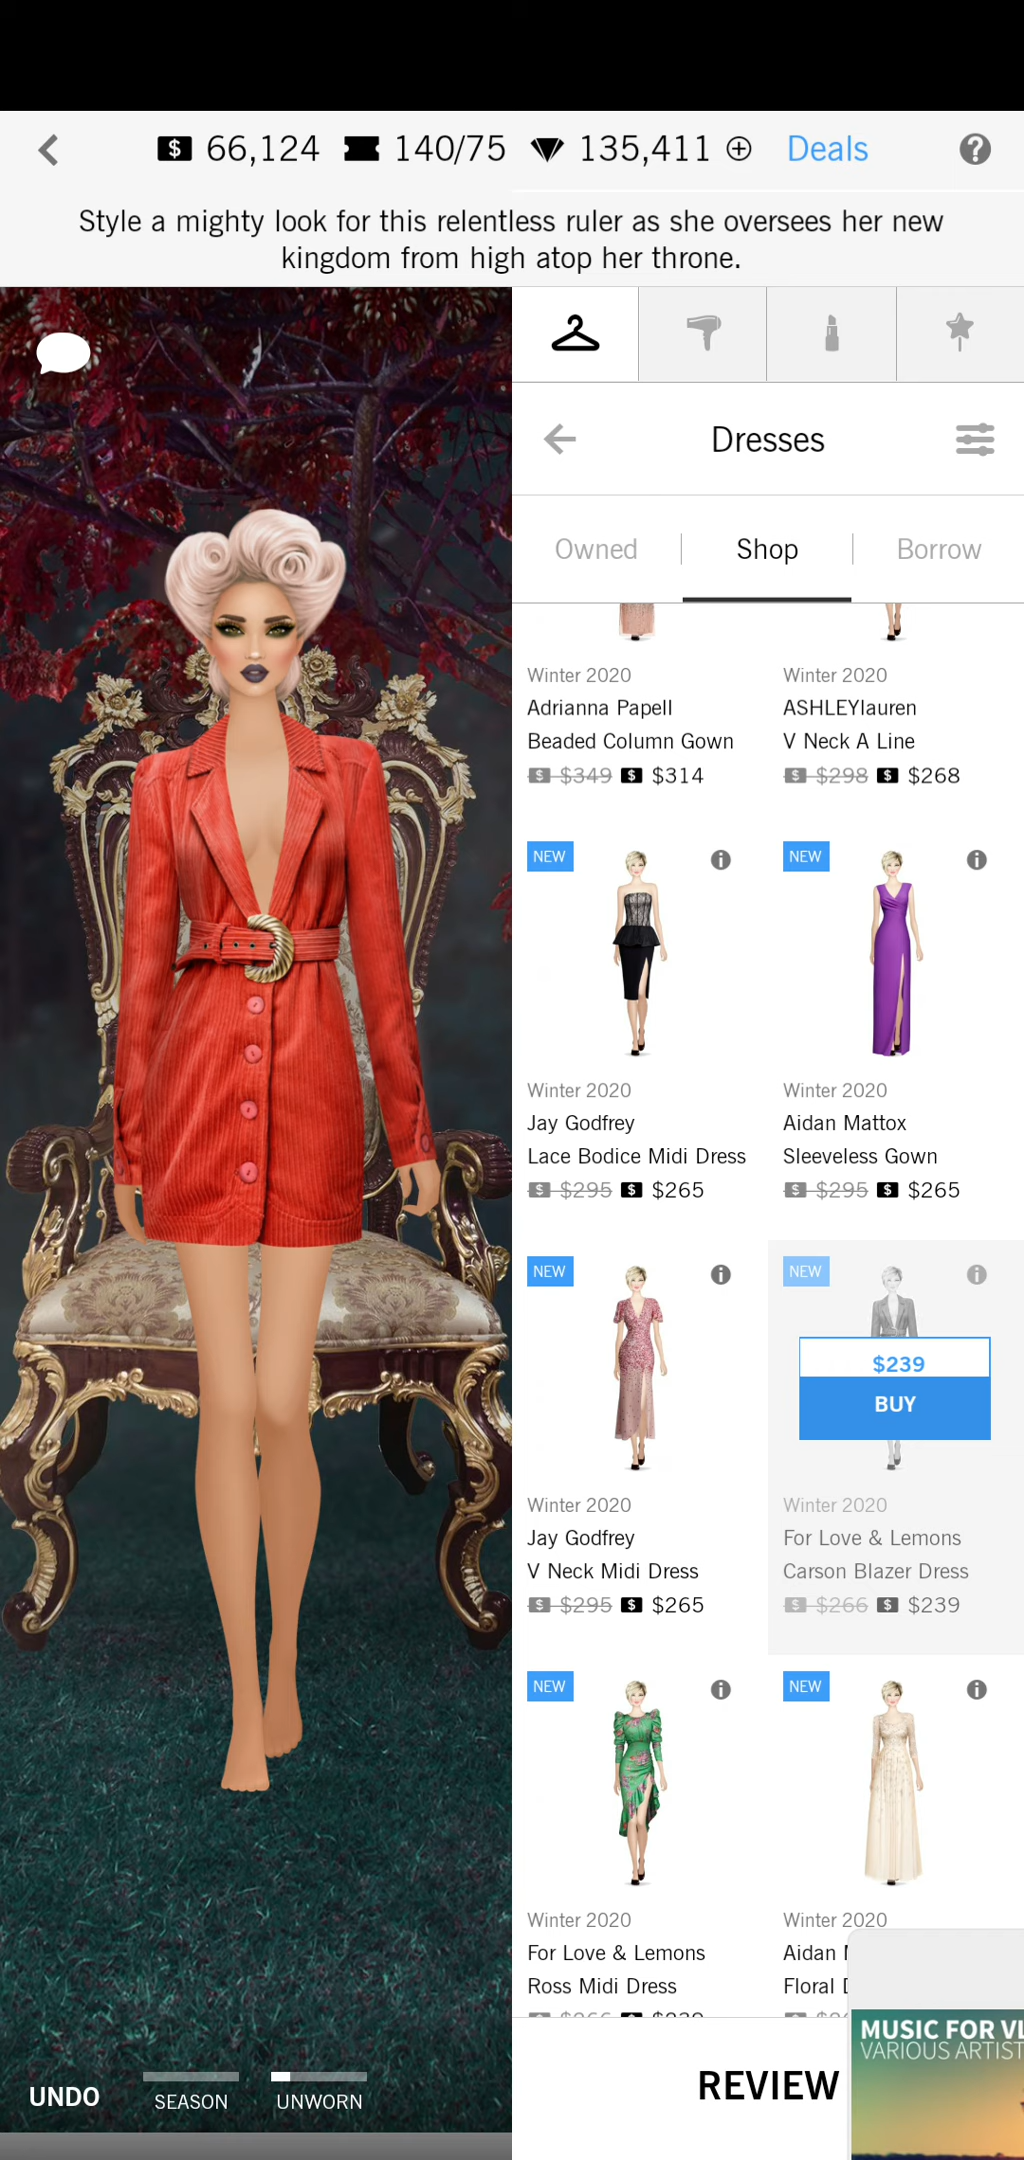 $ 66,124 140/75 135,411 Deals ?
Style a mighty look for this relentless ruler as she oversees her new
kingdom from high atop her throne.
Dresses
Owned Shop Borrow
Winter 2020
Adrianna Papell
Beaded Column Gown
$ $349 $ $314
Winter 2020
ASHLEYlauren
V Neck A Line
$ $298 $ $268
NEW
Winter 2020
Jay Godfrey
Lace Bodice Midi Dress
$ $295 $ $265
NEW
Winter 2020
Aidan Mattox
Sleeveless Gown
$ $295 $ $265
NEW
Winter 2020
Jay Godfrey
V Neck Midi Dress
$ $295 $ $265
NEW
$239
BUY
Winter 2020
For Love & Lemons
Carson Blazer Dress
$ $266 $ $239
NEW
Winter 2020
For Love & Lemons
Ross Midi Dress
NEW
Winter 2020
Aidan
Floral
MUSIC FOR
VARIOUS
REVIEW
UNDO
SEASON
UNWORN